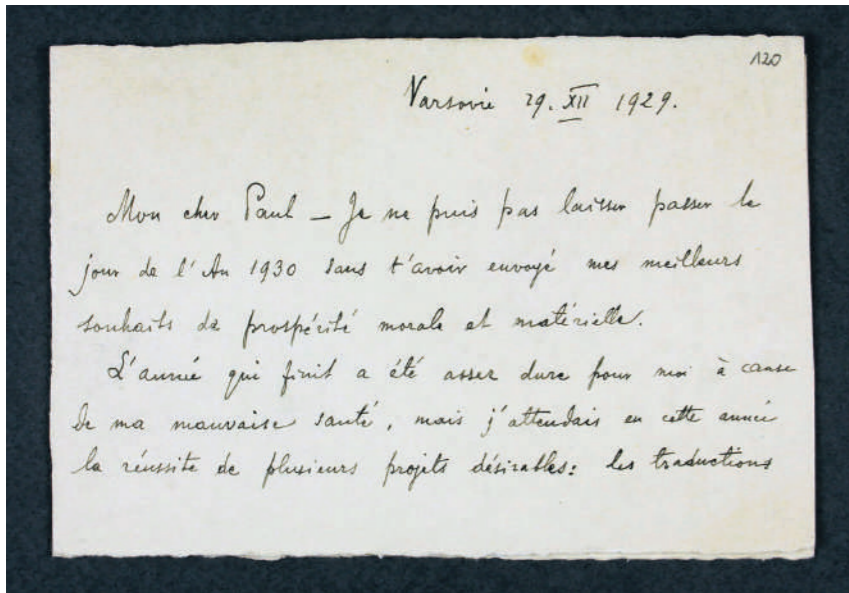 120
Varsovie 29. XII 1929.
Mon cher Paul — Je ne puis pas laisser passer le
jour de l'An 1930 sans t'avoir envoyé mes meilleurs
souhaits de prospérité morale et matérielle.
L'année qui finit a été assez dure pour moi à cause
de ma mauvaise santé, mais j'attendais en cette année
la réussite de plusieurs projets désirables: les traductions